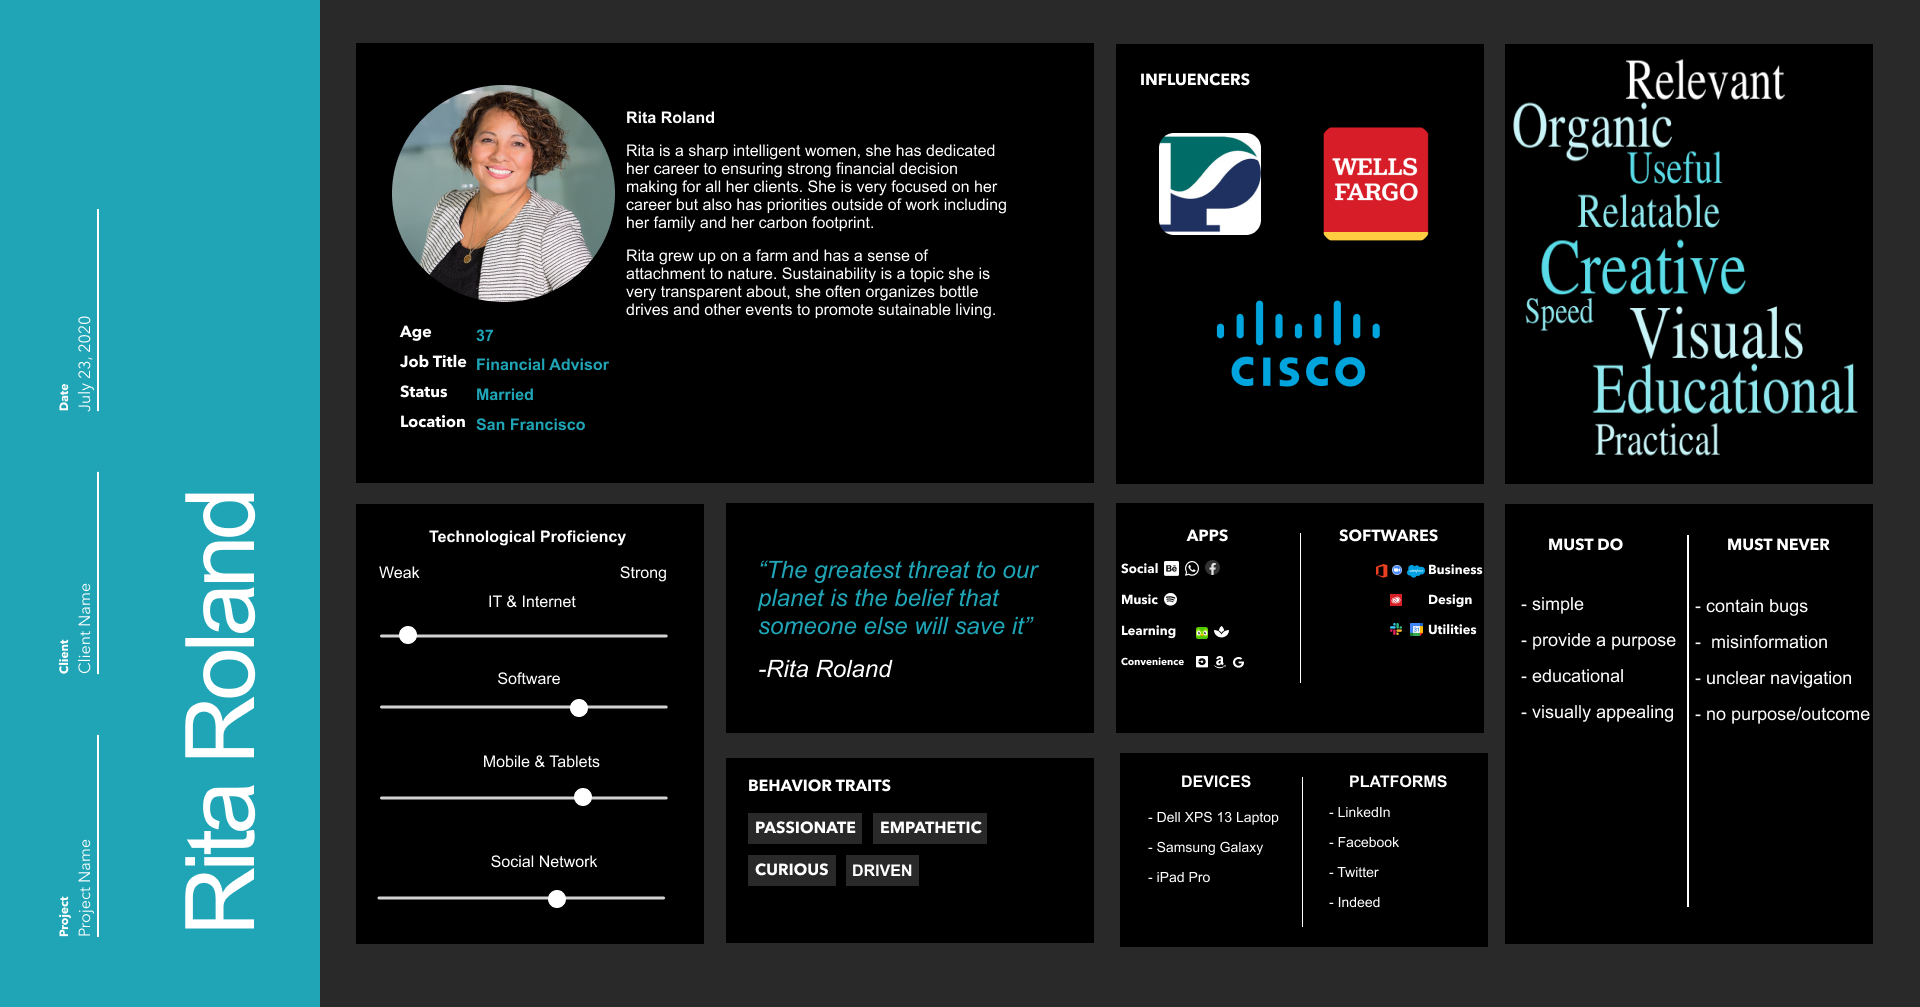 Date
July 23, 2020
Client
Client Name
Project
Project Name
Rita Roland
Rita Roland
Rita is a sharp intelligent women, she has dedicated
her career to ensuring strong financial decision
making for all her clients. She is very focused on her
career but also has priorities outside of work including
her family and her carbon footprint.
Rita grew up on a farm and has a sense of
attachment to nature. Sustainability is a topic she is
very transparent about, she often organizes bottle
drives and other events to promote sutainable living.
Age 37
Job Title Financial Advisor
Status Married
Location San Francisco
INFLUENCERS
WELLS
FARGO
CISCO
Relevant
Organic
Useful
Relatable
Creative
Speed
Visuals
Educational
Practical
Technological Proficiency
Weak Strong
IT & Internet
Software
Mobile & Tablets
Social Network
“The greatest threat to our
planet is the belief that
someone else will save it”
-Rita Roland
BEHAVIOR TRAITS
PASSIONATE EMPATHETIC
CURIOUS DRIVEN
APPS
Social Bē
Music
Learning
Convenience
SOFTWARES
Business
Design
Utilities
DEVICES
- Dell XPS 13 Laptop
- Samsung Galaxy
- iPad Pro
PLATFORMS
- LinkedIn
- Facebook
- Twitter
- Indeed
MUST DO
- simple
- provide a purpose
- educational
- visually appealing
MUST NEVER
- contain bugs
- misinformation
- unclear navigation
- no purpose/outcome